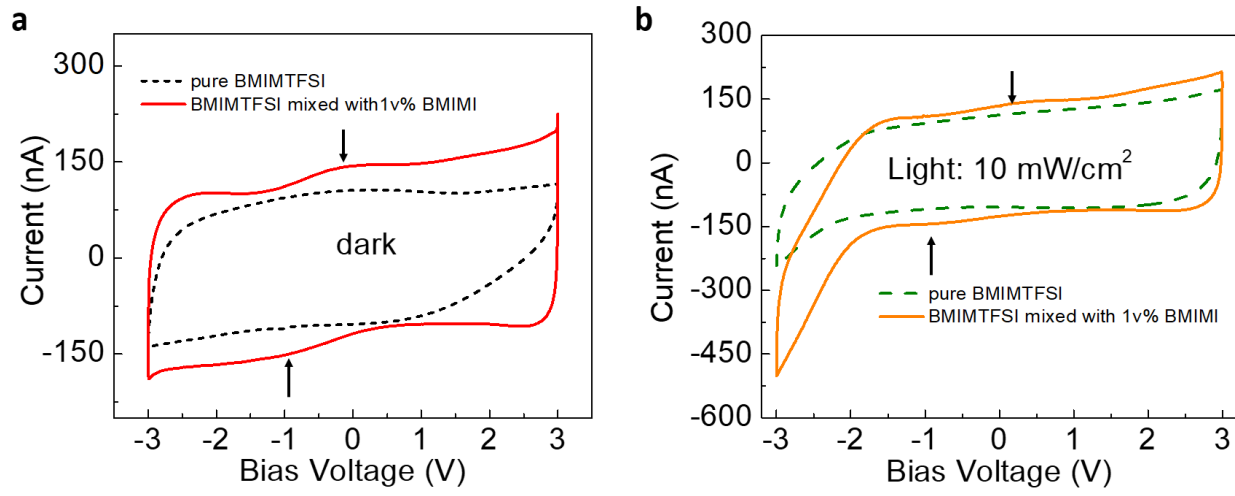 a
300
150
0
-150
Current (nA)
pure BMIMTFSI
BMIMTFSI mixed with1v% BMIMI
dark
-3 -2 -1 0 1 2 3
Bias Voltage (V)
b
300
150
0
-150
-300
-450
-600
Current (nA)
Light: 10 mW/cm²
pure BMIMTFSI
BMIMTFSI mixed with 1v% BMIMI
-3 -2 -1 0 1 2 3
Bias Voltage (V)